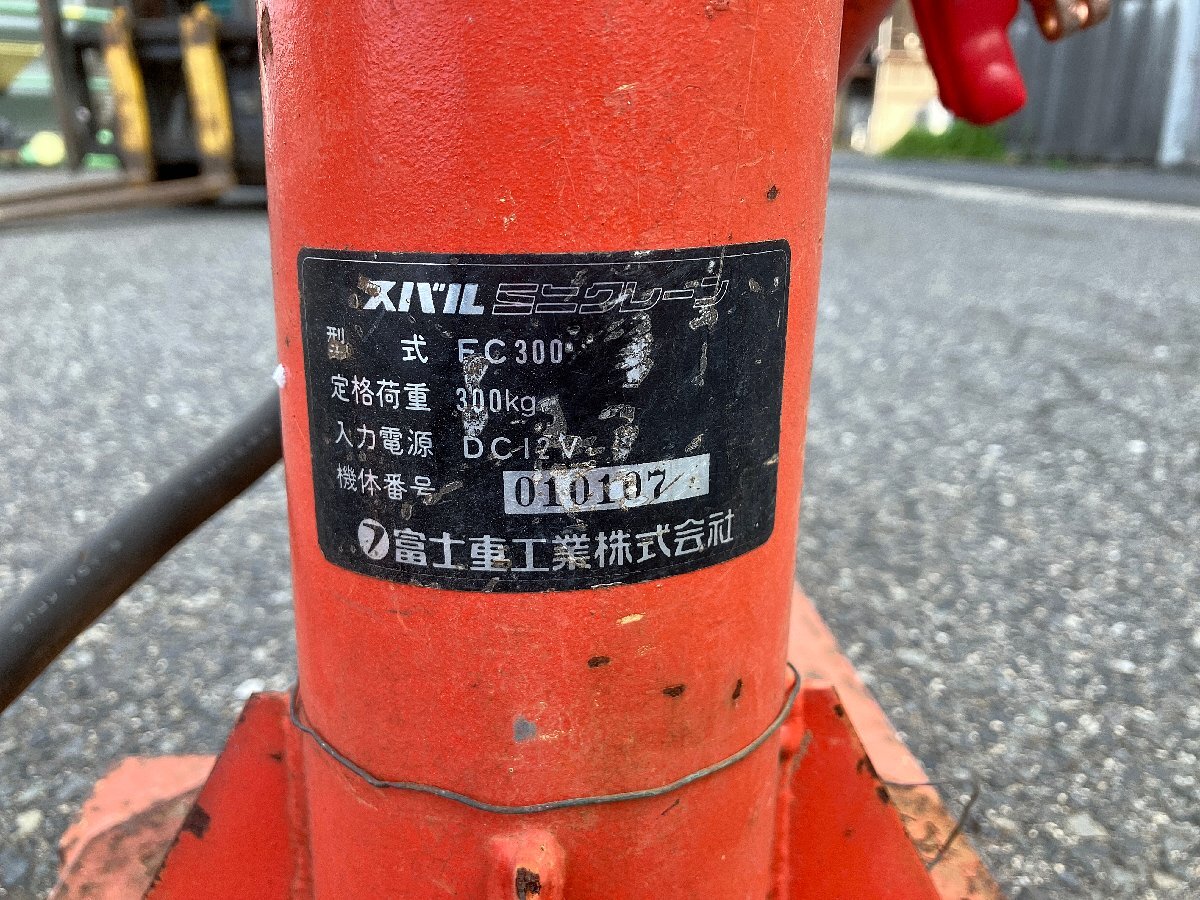 スバル ミニクレーン
型式 FC300
定格荷重 300kg
入力電源 DC12V
機体番号 010107
フ 富士重工業株式会社